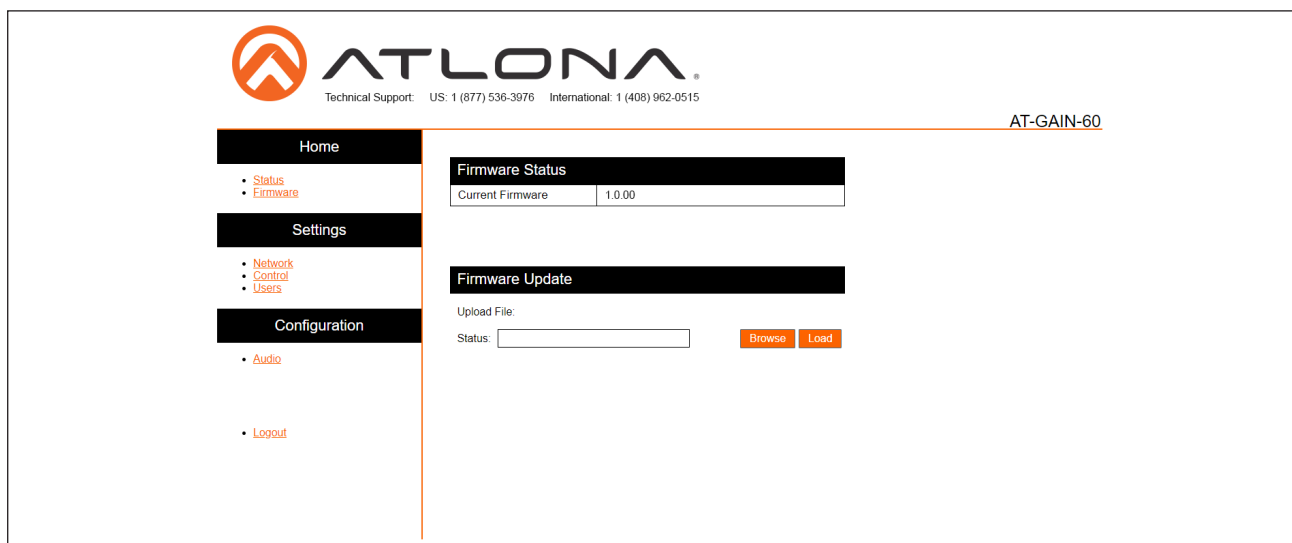 ATLONA®
Technical Support: US: 1 (877) 536-3976 International: 1 (408) 962-0515
AT-GAIN-60
Home
Status
Firmware
Settings
Network
Control
Users
Configuration
Audio
Logout
Firmware Status
Current Firmware 1.0.00
Firmware Update
Upload File:
Status: Browse Load